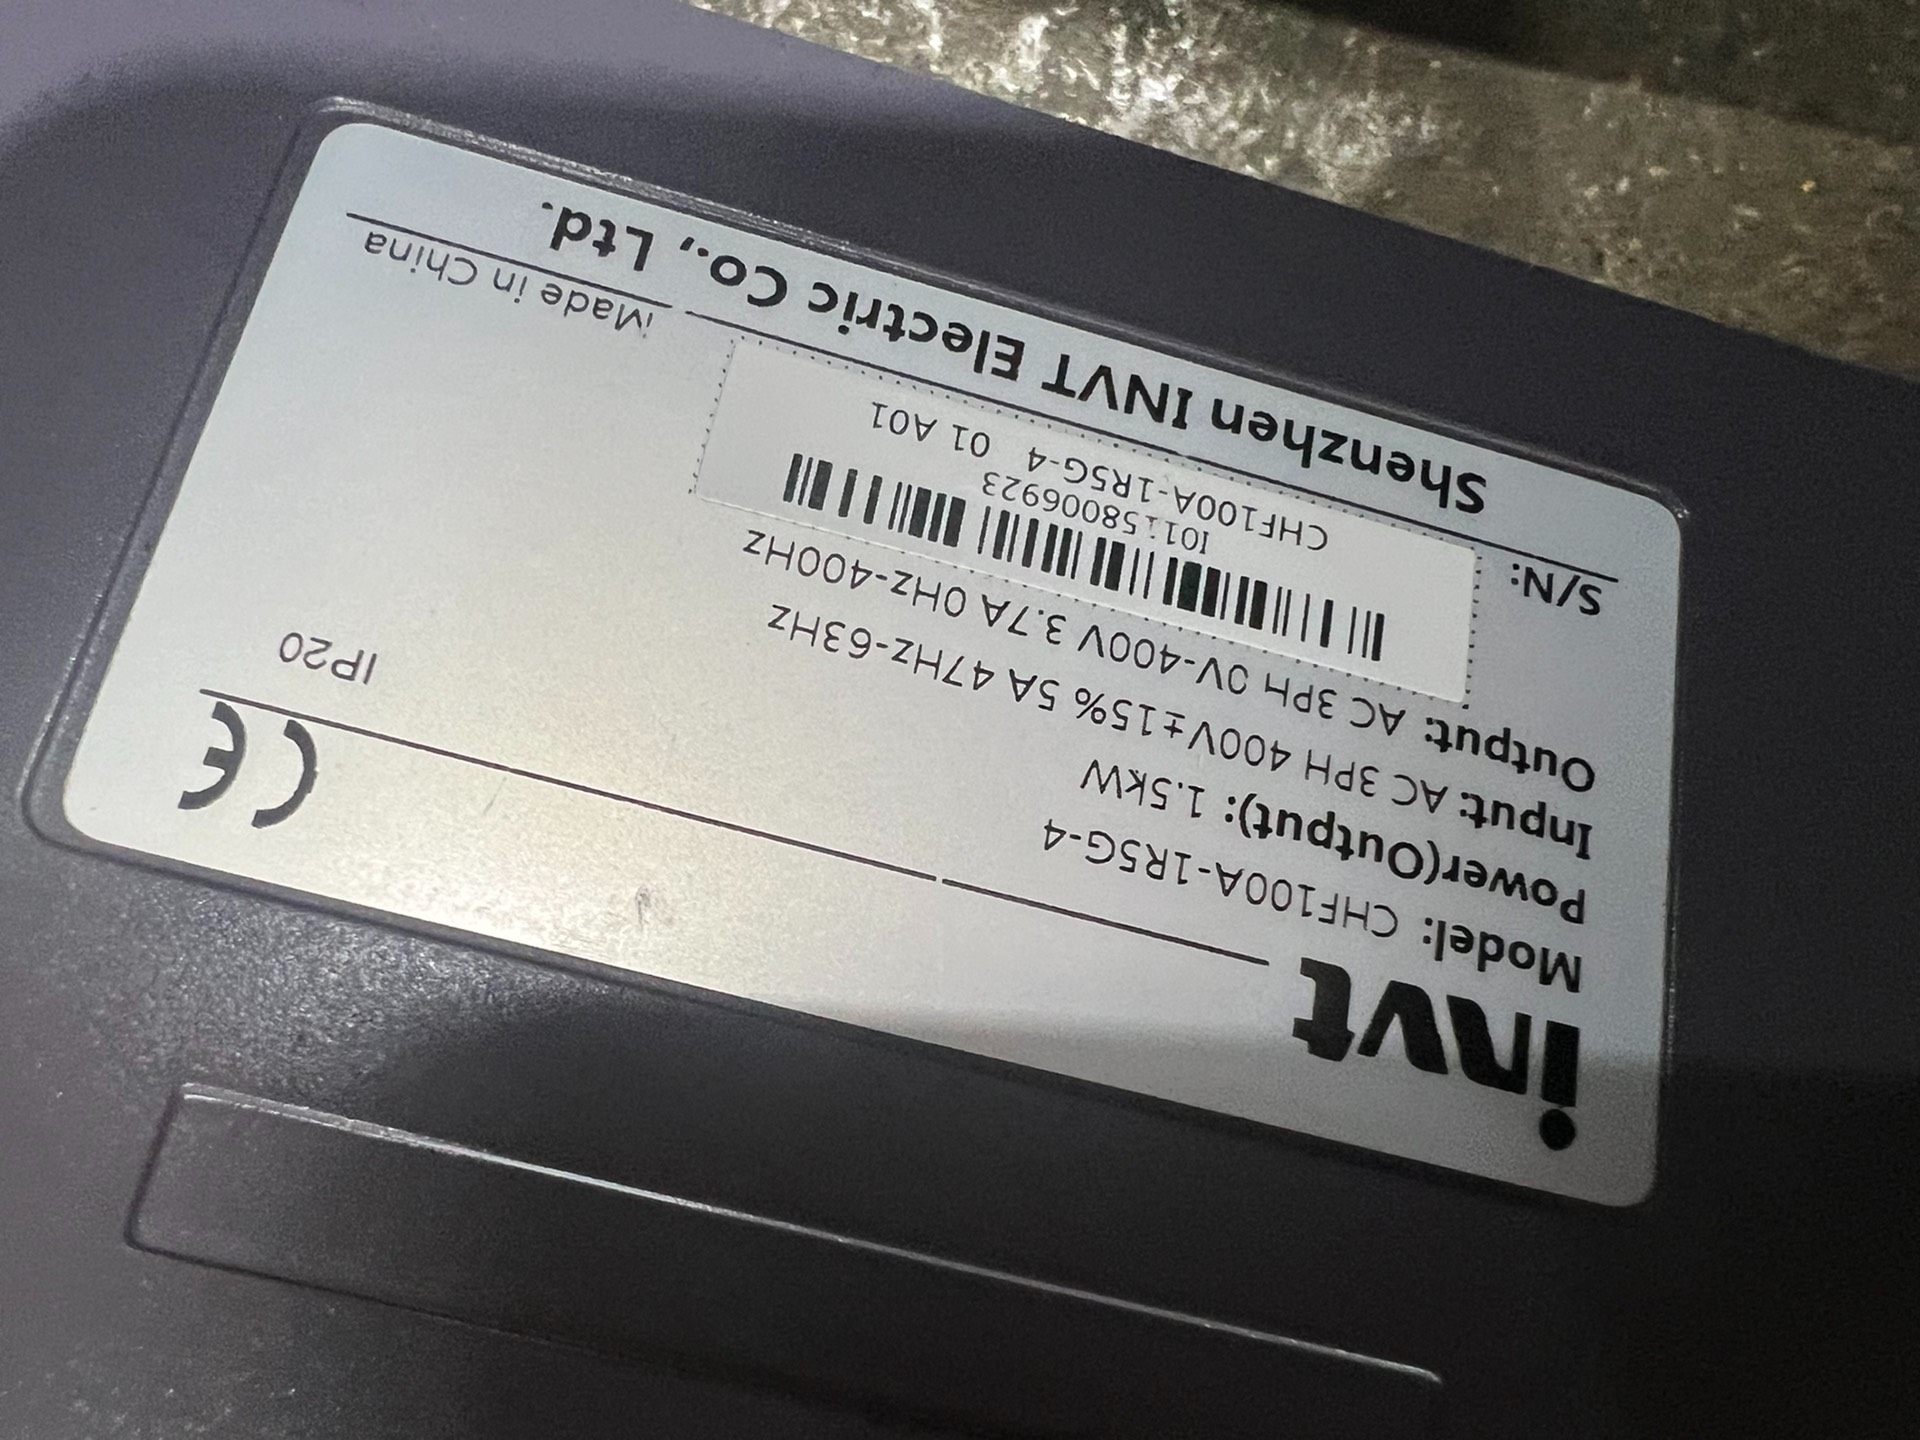 invt
Model: CHF100A-1R5G-4
Power(Output): 1.5kW
Input: AC 3PH 400V±15% 5A 47Hz-63Hz
Output: AC 3PH 0V-400V 3.7A 0Hz-400Hz
CE
IP20
S/N:
CHF100A-1R5G-4 01 A01
Made in China
Shenzhen INVT Electric Co., Ltd.